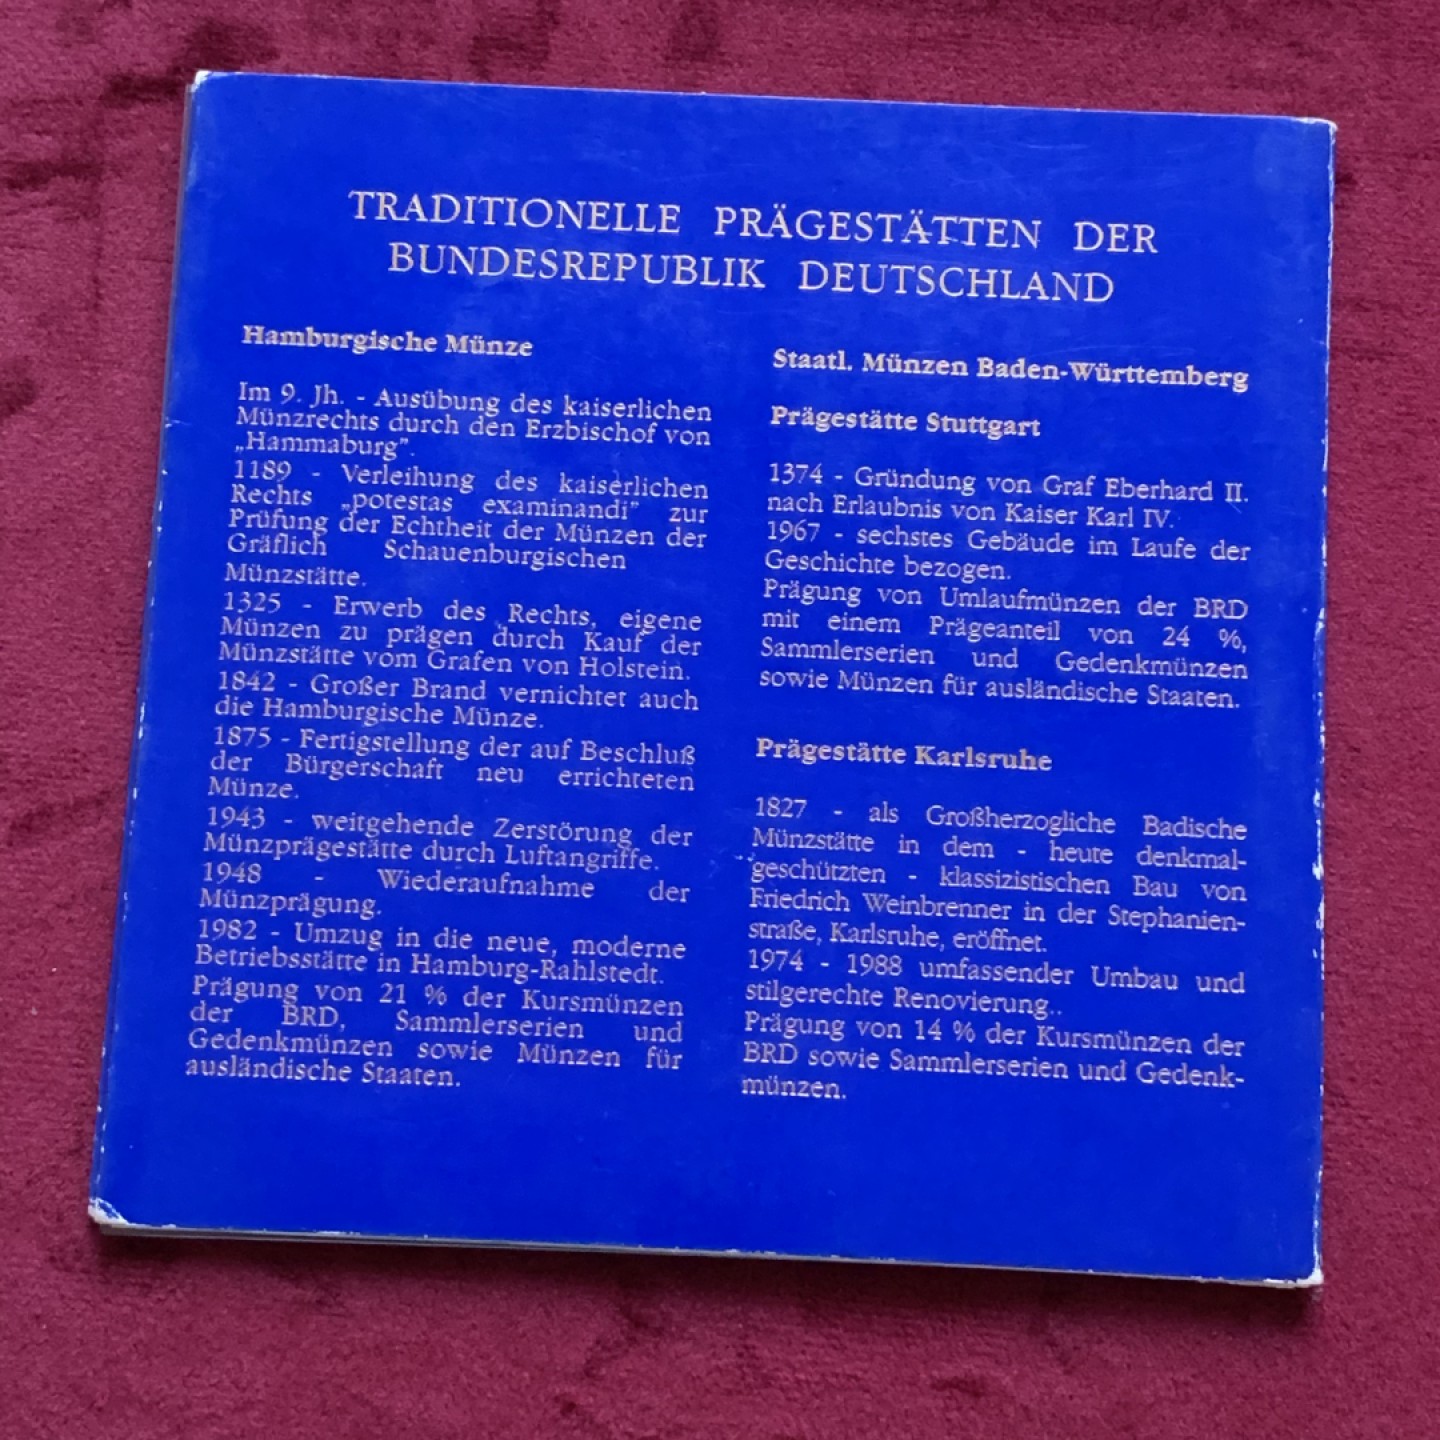 TRADITIONELLE PRÄGESTÄTTEN DER
BUNDESREPUBLIK DEUTSCHLAND
Hamburgische Münze
Im 9. Jh. - Ausübung des kaiserlichen
Münzrechts durch den Erzbischof von
„Hammaburg”.
1189 - Verleihung des kaiserlichen
Rechts „potestas examinandi” zur
Prüfung der Echtheit der Münzen der
Gräflich Schauenburgischen
Münzstätte.
1325 - Erwerb des Rechts, eigene
Münzen zu prägen durch Kauf der
Münzstätte vom Grafen von Holstein.
1842 - Großer Brand vernichtet auch
die Hamburgische Münze.
1875 - Fertigstellung der auf Beschluß
der Bürgerschaft neu errichteten
Münze.
1943 - weitgehende Zerstörung der
Münzprägestätte durch Luftangriffe.
1948 - Wiederaufnahme der
Münzprägung.
1982 - Umzug in die neue, moderne
Betriebsstätte in Hamburg-Rahlstedt.
Prägung von 21 % der Kursmünzen
der BRD, Sammlerserien und
Gedenkmünzen sowie Münzen für
ausländische Staaten.
Staatl. Münzen Baden-Württemberg
Prägestätte Stuttgart
1374 - Gründung von Graf Eberhard II.
nach Erlaubnis von Kaiser Karl IV.
1967 - sechstes Gebäude im Laufe der
Geschichte bezogen.
Prägung von Umlaufmünzen der BRD
mit einem Prägeanteil von 24 %,
Sammlerserien und Gedenkmünzen
sowie Münzen für ausländische Staaten.
Prägestätte Karlsruhe
1827 - als Großherzogliche Badische
Münzstätte in dem - heute denkmal-
geschützten - klassizistischen Bau von
Friedrich Weinbrenner in der Stephanien-
straße, Karlsruhe, eröffnet.
1974 - 1988 umfassender Umbau und
stilgerechte Renovierung..
Prägung von 14 % der Kursmünzen der
BRD sowie Sammlerserien und Gedenk-
münzen.